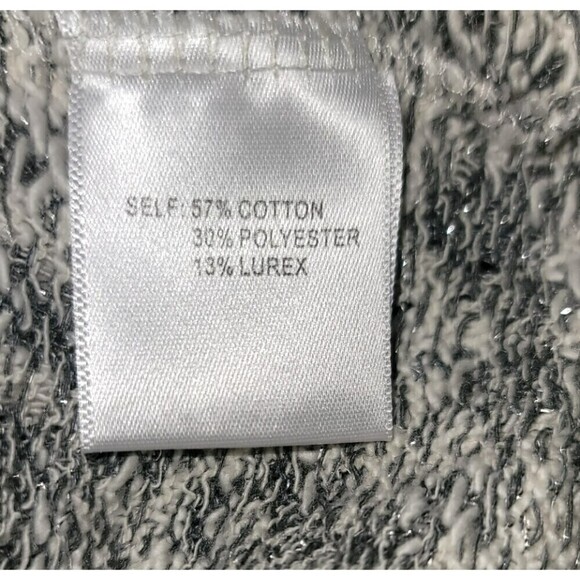 SELF: 57% COTTON
30% POLYESTER
13% LUREX